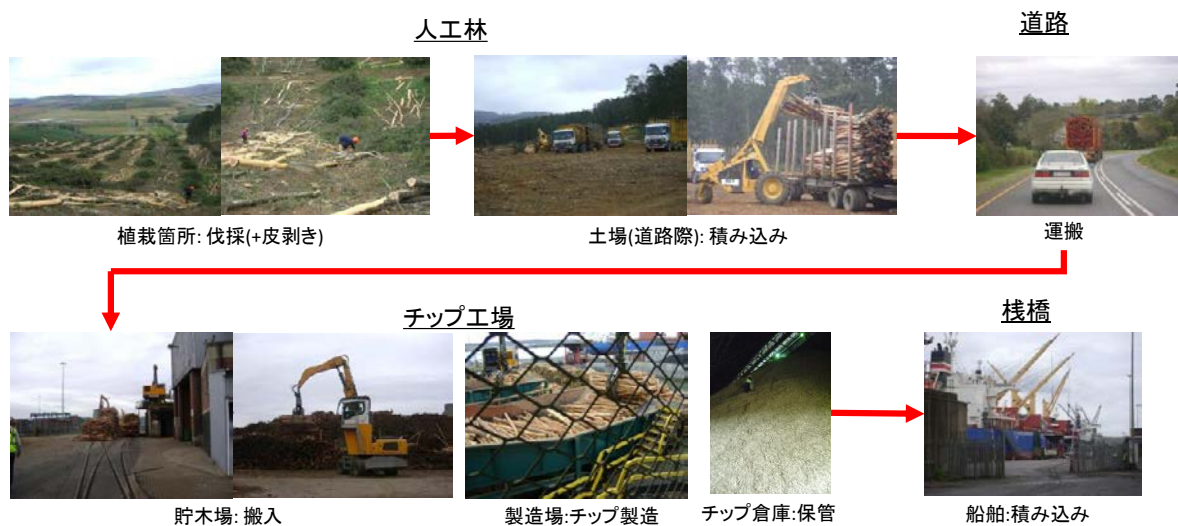 人工林
道路
植栽箇所: 伐採(+皮剥き)
土場(道路際): 積み込み
運搬
チップ工場
桟橋
貯木場: 搬入
製造場:チップ製造
チップ倉庫:保管
船舶:積み込み